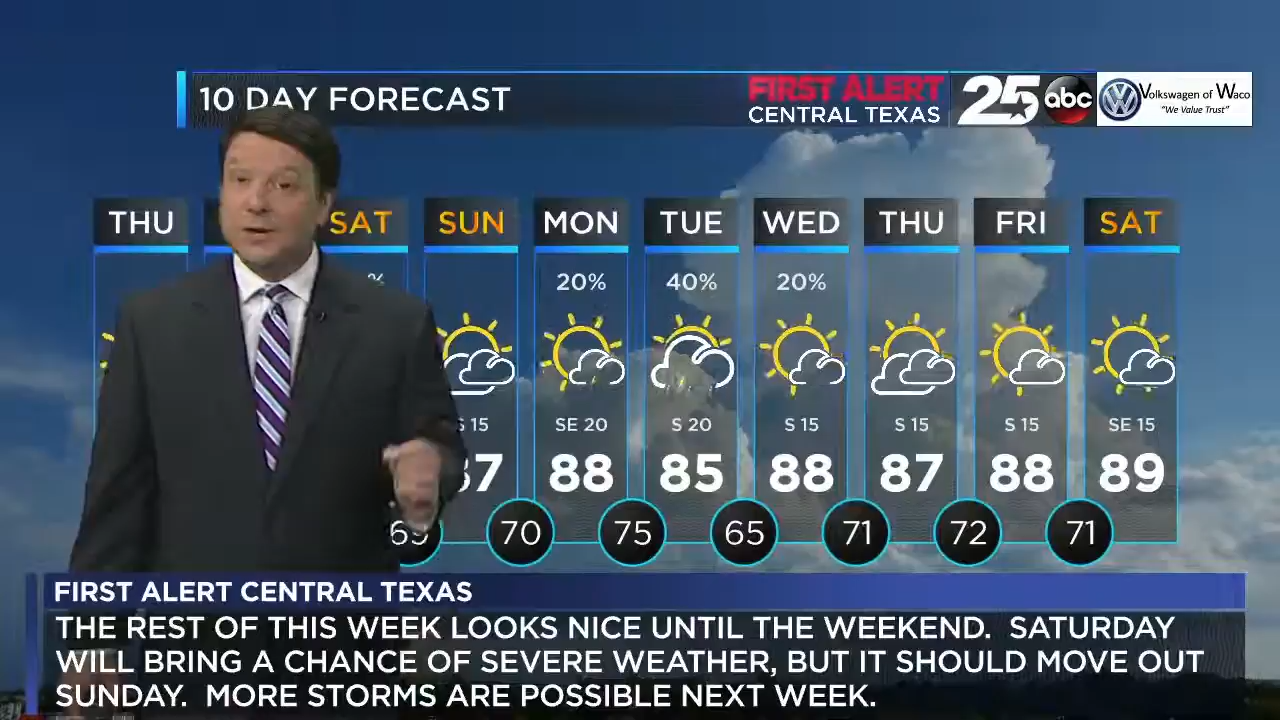 10 DAY FORECAST
FIRST ALERT
CENTRAL TEXAS
25
abc
Volkswagen of Waco
"We Value Trust"
THU SAT SUN MON TUE WED THU FRI SAT
% 20% 40% 20%
S 15 SE 20 S 20 S 15 S 15 S 15 SE 15
87 88 85 88 87 88 89
69 70 75 65 71 72 71
FIRST ALERT CENTRAL TEXAS
THE REST OF THIS WEEK LOOKS NICE UNTIL THE WEEKEND. SATURDAY
WILL BRING A CHANCE OF SEVERE WEATHER, BUT IT SHOULD MOVE OUT
SUNDAY. MORE STORMS ARE POSSIBLE NEXT WEEK.